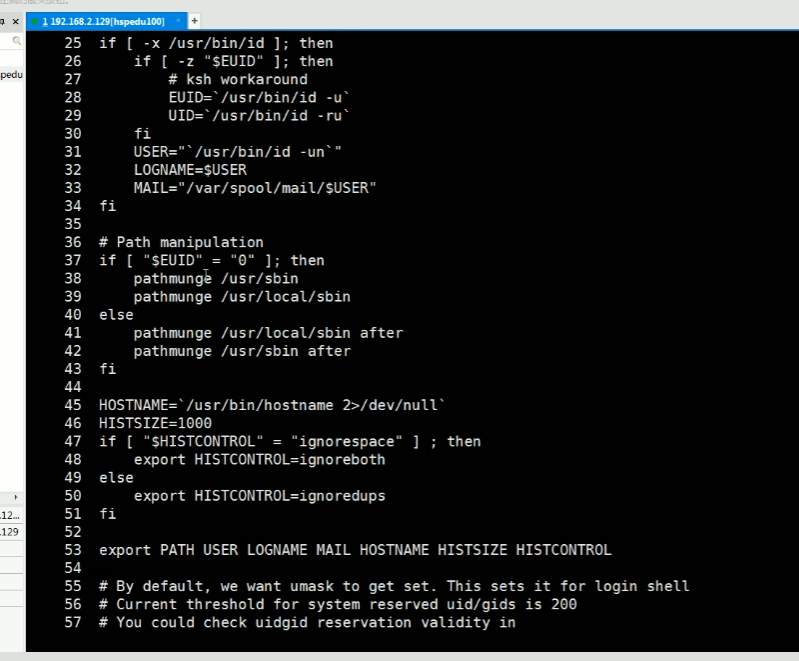 1 192.168.2.129[hspedu100]
pedu
25 if [ -x /usr/bin/id ]; then
26     if [ -z "$EUID" ]; then
27         # ksh workaround
28         EUID=`/usr/bin/id -u`
29         UID=`/usr/bin/id -ru`
30     fi
31     USER="`/usr/bin/id -un`"
32     LOGNAME=$USER
33     MAIL="/var/spool/mail/$USER"
34 fi
35
36 # Path manipulation
37 if [ "$EUID" = "0" ]; then
38     pathmunge /usr/sbin
39     pathmunge /usr/local/sbin
40 else
41     pathmunge /usr/local/sbin after
42     pathmunge /usr/sbin after
43 fi
44
45 HOSTNAME=`/usr/bin/hostname 2>/dev/null`
46 HISTSIZE=1000
47 if [ "$HISTCONTROL" = "ignorespace" ] ; then
48     export HISTCONTROL=ignoreboth
49 else
50     export HISTCONTROL=ignoredups
51 fi
52
53 export PATH USER LOGNAME MAIL HOSTNAME HISTSIZE HISTCONTROL
54
55 # By default, we want umask to get set. This sets it for login shell
56 # Current threshold for system reserved uid/gids is 200
57 # You could check uidgid reservation validity in
.12...
.129